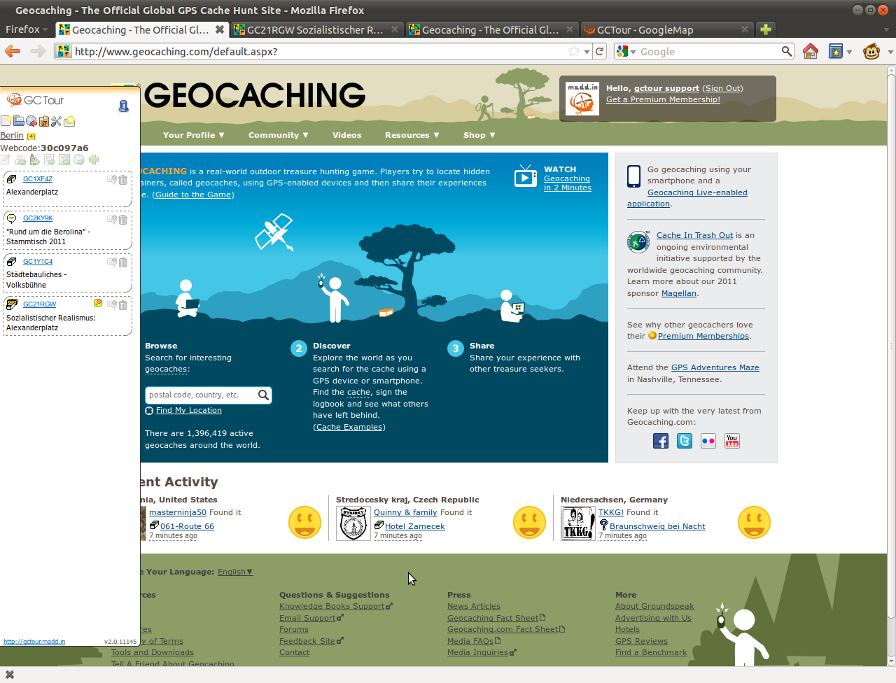 Geocaching - The Official Global GPS Cache Hunt Site - Mozilla Firefox
Firefox
Geocaching - The Official Gl...
GC21RGW Sozialistischer R...
Geocaching - The Official Gl...
GCTour - GoogleMap
http://www.geocaching.com/default.aspx?
Google
GC Tour
Berlin (4)
Webcode:30c097a6
GC1XF4Z
Alexanderplatz
GC2KY9K
"Rund um die Berolina" -
Stammtisch 2011
GC1Y1C4
Städtebauliches -
Volksbühne
GC21RGW
Sozialistischer Realismus:
Alexanderplatz
http://gctour.madd.in
v2.0.11145
GEOCACHING
madd.in
Hello, gctour support (Sign Out)
Get a Premium Membership!
Your Profile ▼
Community ▼
Videos
Resources ▼
Shop ▼
OCACHING is a real-world outdoor treasure hunting game. Players try to locate hidden
ainers, called geocaches, using GPS-enabled devices and then share their experiences
e. (Guide to the Game)
WATCH
Geocaching
in 2 Minutes
Browse
Search for interesting
geocaches:
postal code, country, etc.
Find My Location
There are 1,396,419 active
geocaches around the world.
2 Discover
Explore the world as you
search for the cache using a
GPS device or smartphone.
Find the cache, sign the
logbook and see what others
have left behind.
(Cache Examples)
3 Share
Share your experience with
other treasure seekers.
Go geocaching using your
smartphone and a
Geocaching Live-enabled
application.
Cache In Trash Out is an
ongoing environmental
initiative supported by the
worldwide geocaching community.
Learn more about our 2011
sponsor Magellan.
See why other geocachers love
their Premium Memberships.
Attend the GPS Adventures Maze
in Nashville, Tennessee.
Keep up with the very latest from
Geocaching.com:
You
ent Activity
nia, United States
masterninja50 Found it
061-Route 66
7 minutes ago
Stredocesky kraj, Czech Republic
Quinny & family Found it
Hotel Zamecek
7 minutes ago
Niedersachsen, Germany
TKKG! Found it
Braunschweig bei Nacht
7 minutes ago
TKKG
e Your Language: English▼
rces
res
y of Terms
Tools and Downloads
Tell A Friend About Geocaching
Questions & Suggestions
Knowledge Books Support
Email Support
Forums
Feedback Site
Contact
Press
News Articles
Geocaching Fact Sheet
Geocaching.com Fact Sheet
Media FAQs
Media Inquiries
More
About Groundspeak
Advertising with Us
Hotels
GPS Reviews
Find a Benchmark